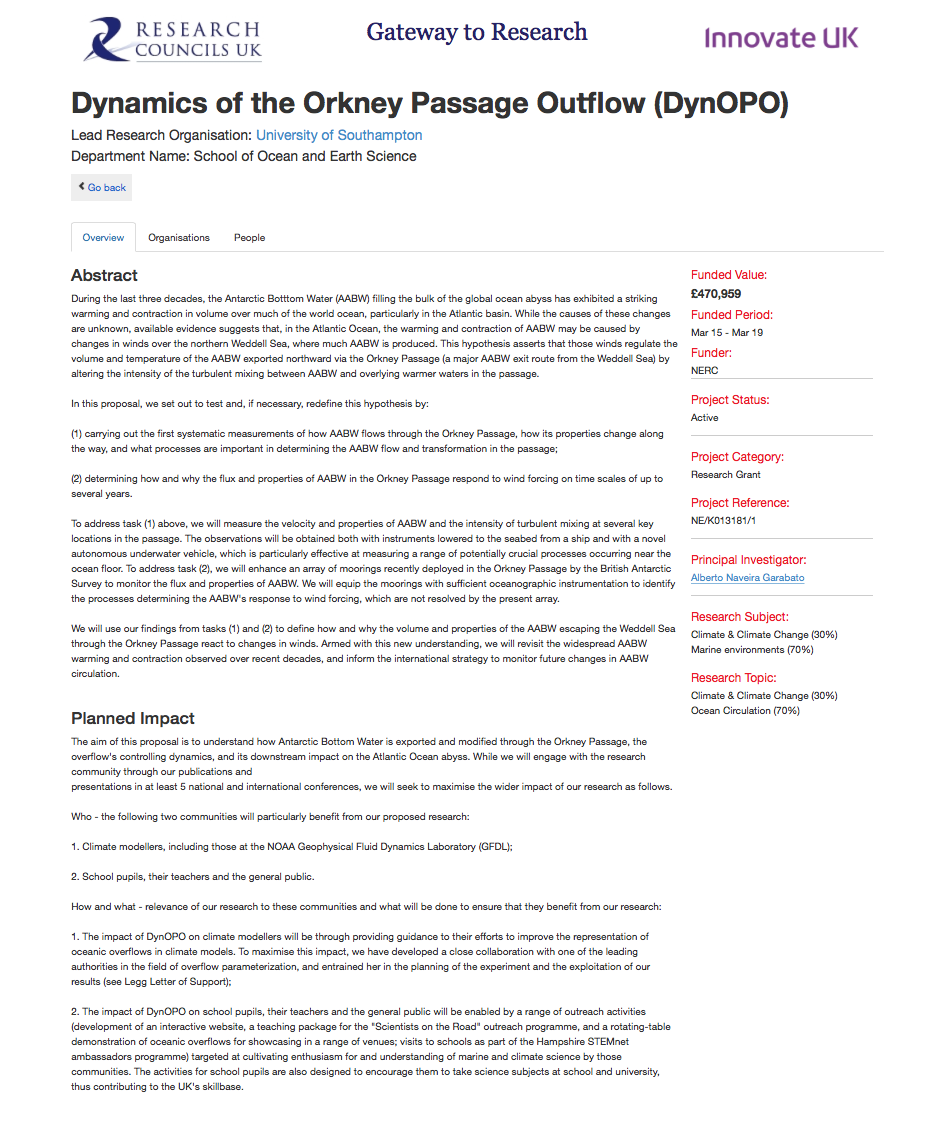 RESEARCH
COUNCILS UK
Gateway to Research
Innovate UK
Dynamics of the Orkney Passage Outflow (DynOPO)
Lead Research Organisation: University of Southampton
Department Name: School of Ocean and Earth Science
Go back
Overview
Organisations
People
Abstract
During the last three decades, the Antarctic Botttom Water (AABW) filling the bulk of the global ocean abyss has exhibited a striking
warming and contraction in volume over much of the world ocean, particularly in the Atlantic basin. While the causes of these changes
are unknown, available evidence suggests that, in the Atlantic Ocean, the warming and contraction of AABW may be caused by
changes in winds over the northern Weddell Sea, where much AABW is produced. This hypothesis asserts that those winds regulate the
volume and temperature of the AABW exported northward via the Orkney Passage (a major AABW exit route from the Weddell Sea) by
altering the intensity of the turbulent mixing between AABW and overlying warmer waters in the passage.
In this proposal, we set out to test and, if necessary, redefine this hypothesis by:
(1) carrying out the first systematic measurements of how AABW flows through the Orkney Passage, how its properties change along
the way, and what processes are important in determining the AABW flow and transformation in the passage;
(2) determining how and why the flux and properties of AABW in the Orkney Passage respond to wind forcing on time scales of up to
several years.
To address task (1) above, we will measure the velocity and properties of AABW and the intensity of turbulent mixing at several key
locations in the passage. The observations will be obtained both with instruments lowered to the seabed from a ship and with a novel
autonomous underwater vehicle, which is particularly effective at measuring a range of potentially crucial processes occurring near the
ocean floor. To address task (2), we will enhance an array of moorings recently deployed in the Orkney Passage by the British Antarctic
Survey to monitor the flux and properties of AABW. We will equip the moorings with sufficient oceanographic instrumentation to identify
the processes determining the AABW's response to wind forcing, which are not resolved by the present array.
We will use our findings from tasks (1) and (2) to define how and why the volume and properties of the AABW escaping the Weddell Sea
through the Orkney Passage react to changes in winds. Armed with this new understanding, we will revisit the widespread AABW
warming and contraction observed over recent decades, and inform the international strategy to monitor future changes in AABW
circulation.
Planned Impact
The aim of this proposal is to understand how Antarctic Bottom Water is exported and modified through the Orkney Passage, the
overflow's controlling dynamics, and its downstream impact on the Atlantic Ocean abyss. While we will engage with the research
community through our publications and
presentations in at least 5 national and international conferences, we will seek to maximise the wider impact of our research as follows.
Who - the following two communities will particularly benefit from our proposed research:
1. Climate modellers, including those at the NOAA Geophysical Fluid Dynamics Laboratory (GFDL);
2. School pupils, their teachers and the general public.
How and what - relevance of our research to these communities and what will be done to ensure that they benefit from our research:
1. The impact of DynOPO on climate modellers will be through providing guidance to their efforts to improve the representation of
oceanic overflows in climate models. To maximise this impact, we have developed a close collaboration with one of the leading
authorities in the field of overflow parameterization, and entrained her in the planning of the experiment and the exploitation of our
results (see Legg Letter of Support);
2. The impact of DynOPO on school pupils, their teachers and the general public will be enabled by a range of outreach activities
(development of an interactive website, a teaching package for the "Scientists on the Road" outreach programme, and a rotating-table
demonstration of oceanic overflows for showcasing in a range of venues; visits to schools as part of the Hampshire STEMnet
ambassadors programme) targeted at cultivating enthusiasm for and understanding of marine and climate science by those
communities. The activities for school pupils are also designed to encourage them to take science subjects at school and university,
thus contributing to the UK's skillbase.
Funded Value:
£470,959
Funded Period:
Mar 15 - Mar 19
Funder:
NERC
Project Status:
Active
Project Category:
Research Grant
Project Reference:
NE/K013181/1
Principal Investigator:
Alberto Naveira Garabato
Research Subject:
Climate & Climate Change (30%)
Marine environments (70%)
Research Topic:
Climate & Climate Change (30%)
Ocean Circulation (70%)